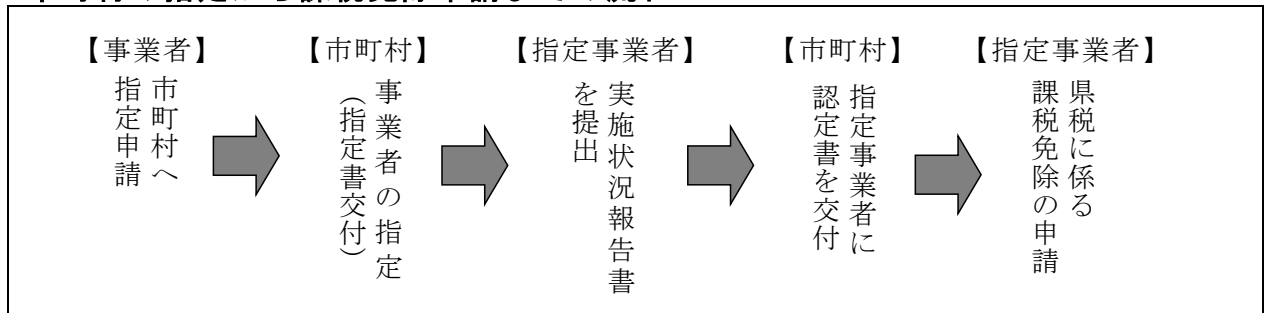 【事業者】
市町村へ
指定申請
【市町村】
事業者の指定
（指定書交付）
【指定事業者】
実施状況報告書
を提出
【市町村】
指定事業者に
認定書を交付
【指定事業者】
県税に係る
課税免除の申請